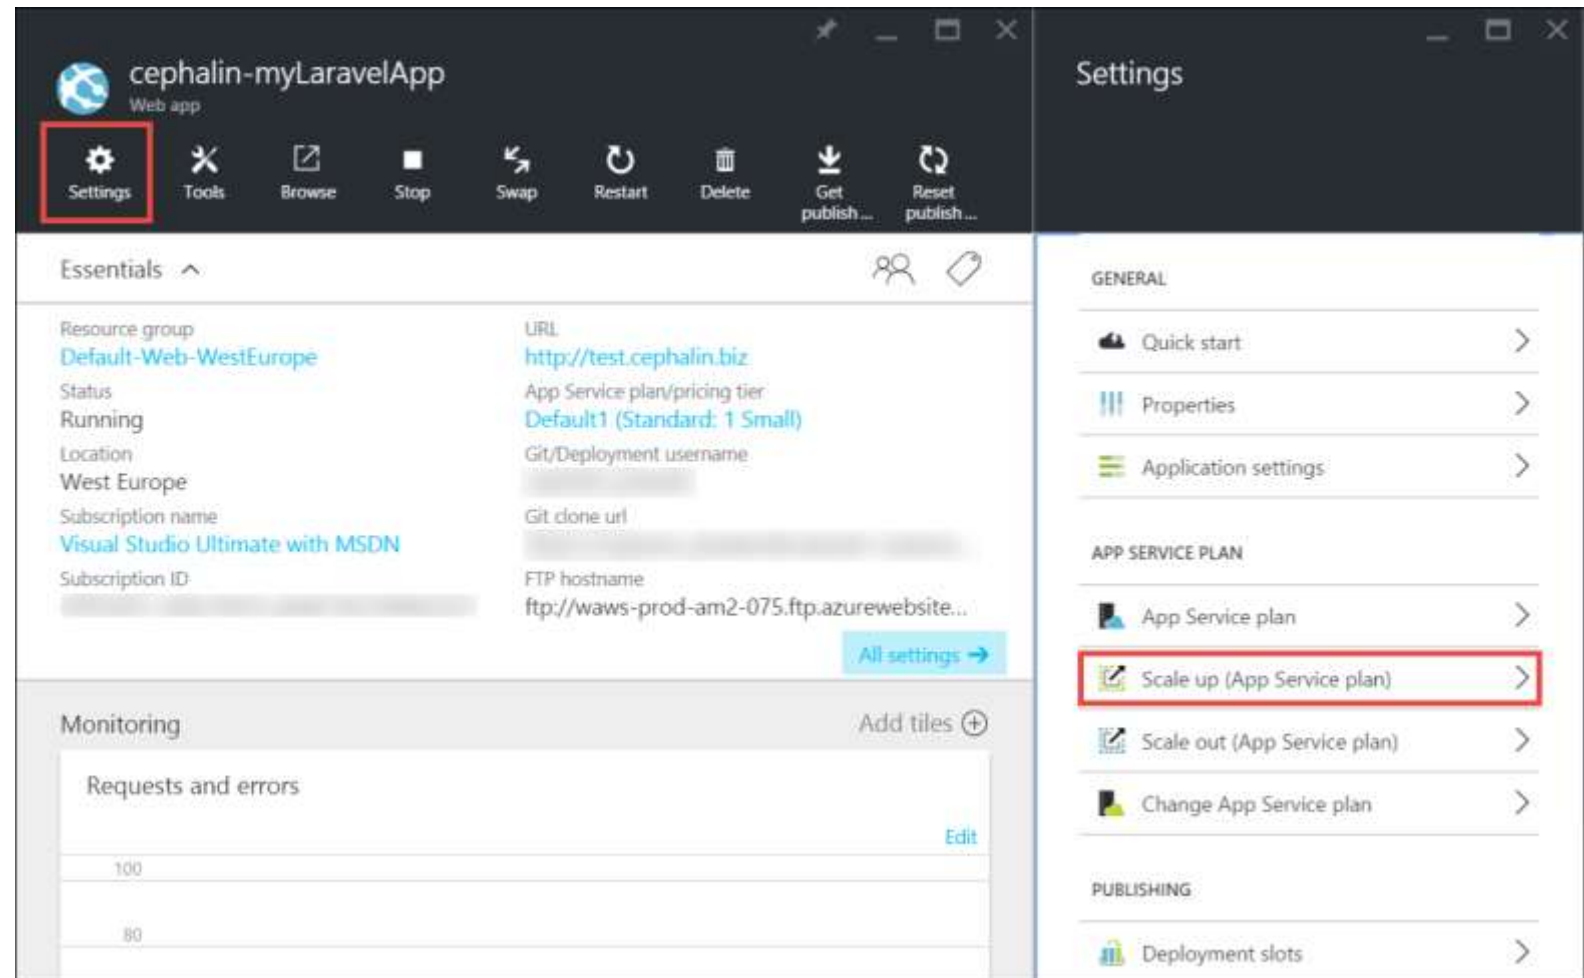 cephalin-myLaravelApp
Web app
Settings
Tools
Browse
Stop
Swap
Restart
Delete
Get
publish...
Reset
publish...
Essentials
Resource group
Default-Web-WestEurope
Status
Running
Location
West Europe
Subscription name
Visual Studio Ultimate with MSDN
Subscription ID
URL
http://test.cephalin.biz
App Service plan/pricing tier
Default1 (Standard: 1 Small)
Git/Deployment username
Git clone url
FTP hostname
ftp://waws-prod-am2-075.ftp.azurewebsite...
All settings
Monitoring
Add tiles
Requests and errors
Edit
100
80
Settings
GENERAL
Quick start
Properties
Application settings
APP SERVICE PLAN
App Service plan
Scale up (App Service plan)
Scale out (App Service plan)
Change App Service plan
PUBLISHING
Deployment slots